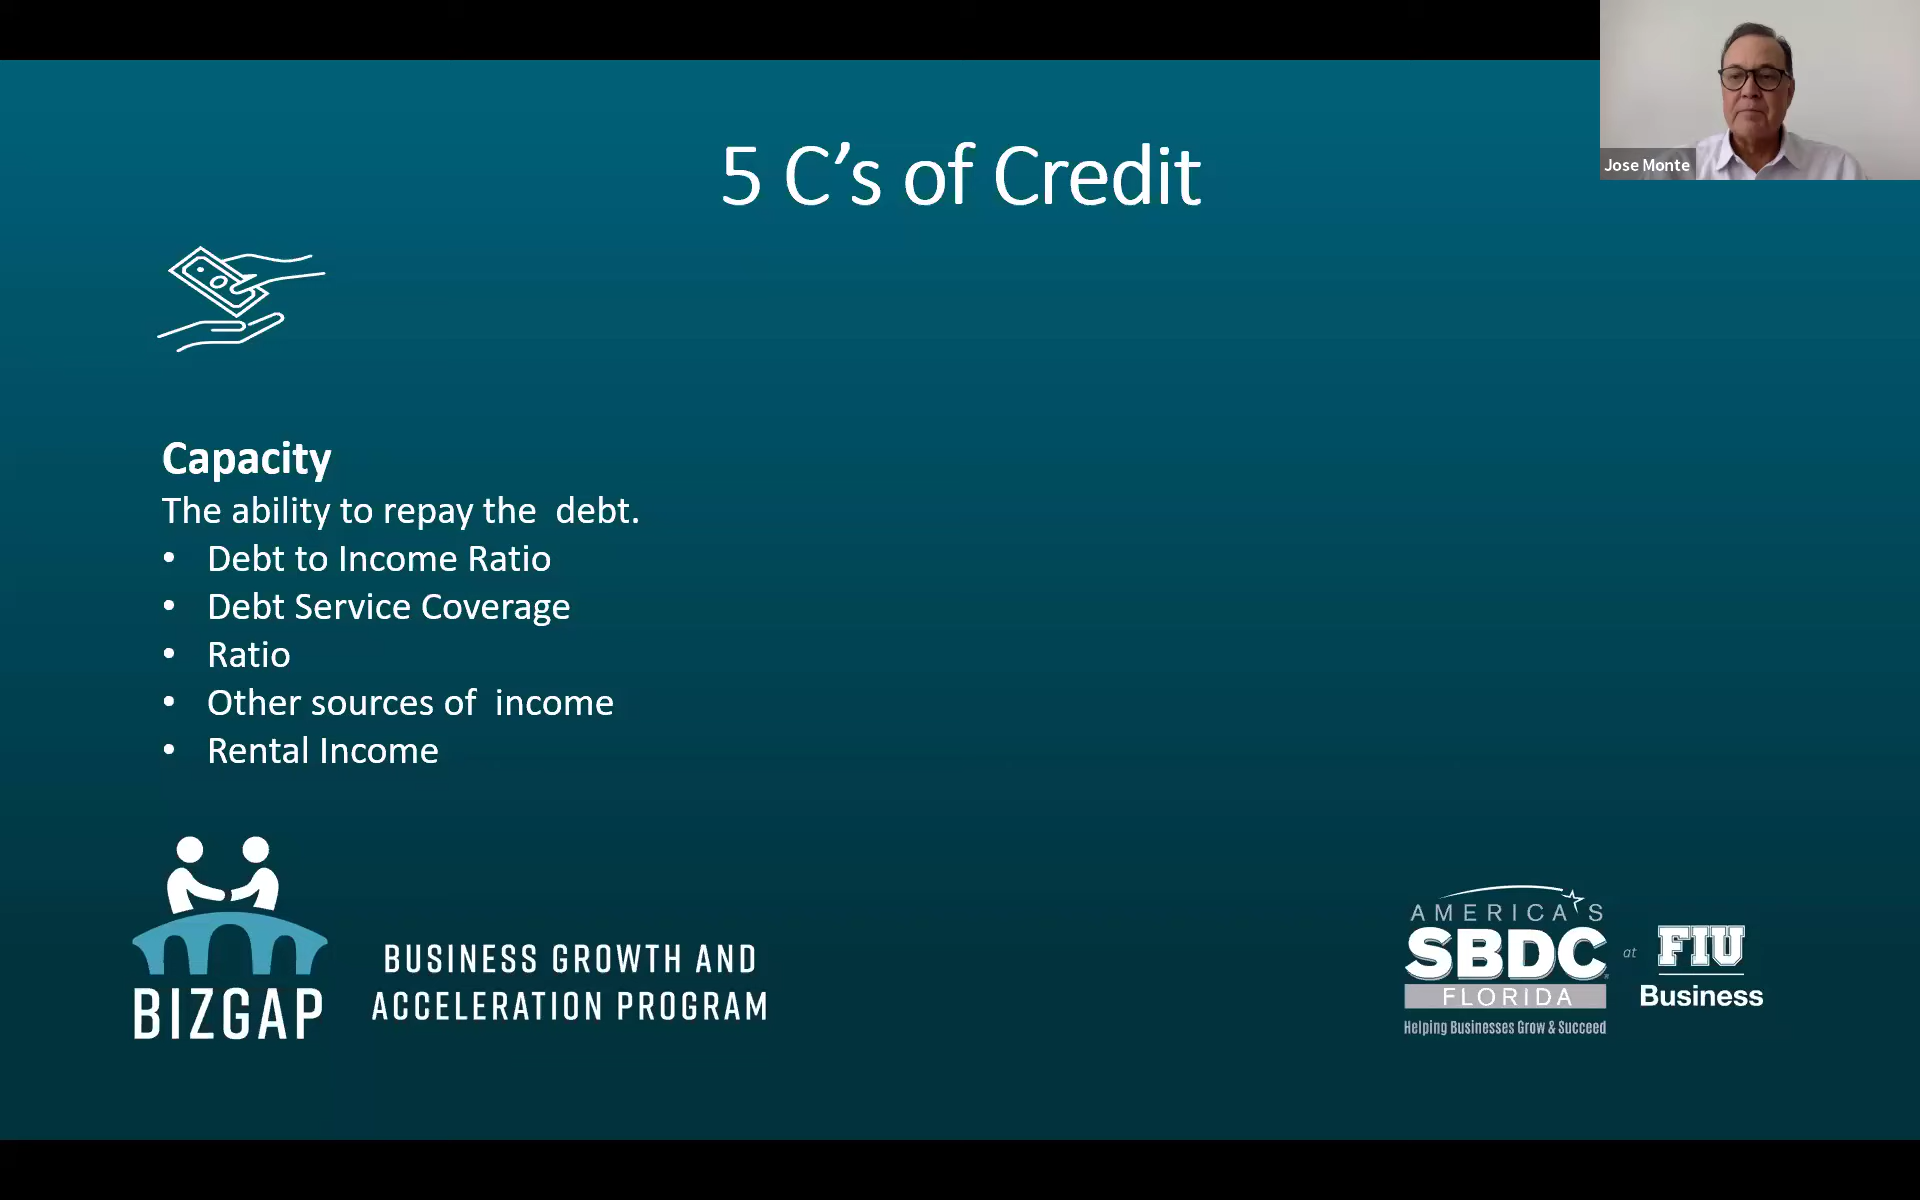 Jose Monte
5 C’s of Credit
Capacity
The ability to repay the  debt.
• Debt to Income Ratio
• Debt Service Coverage
• Ratio
• Other sources of  income
• Rental Income
BIZGAP
BUSINESS GROWTH AND
ACCELERATION PROGRAM
AMERICA'S
SBDC
FLORIDA
Helping Businesses Grow & Succeed
at
FIU
Business